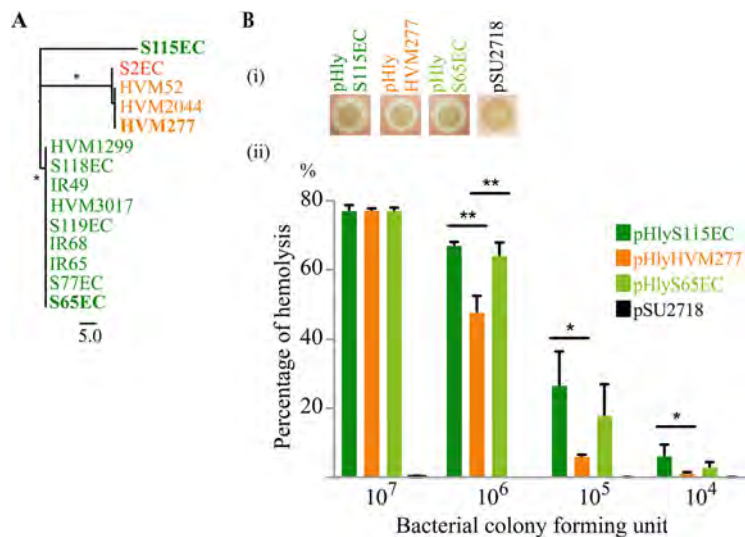 A
S115EC
*
S2EC
HVM52
HVM2044
HVM277
HVM1299
S118EC
IR49
HVM3017
S119EC
IR68
IR65
S77EC
S65EC
*
5.0
B
(i)
pHly S115EC
pHly HVM277
pHly S65EC
pSU2718
(ii)
%
80
60
40
20
Percentage of hemolysis
**
**
*
*
pHlyS115EC
pHlyHVM277
pHlyS65EC
pSU2718
10⁷ 10⁶ 10⁵ 10⁴
Bacterial colony forming unit